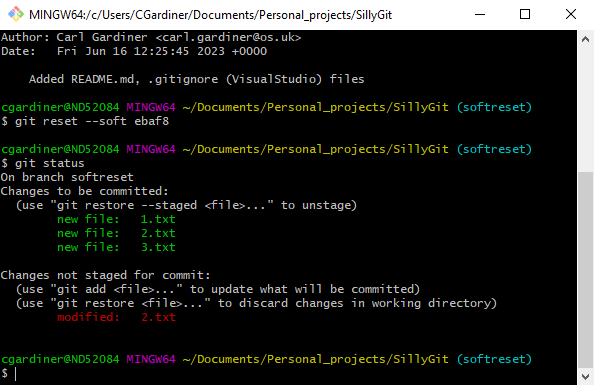 MINGW64:/c/Users/CGardiner/Documents/Personal_projects/SillyGit
Author: Carl Gardiner <carl.gardiner@os.uk>
Date:   Fri Jun 16 12:25:45 2023 +0000
    Added README.md, .gitignore (VisualStudio) files
cgardiner@ND52084 MINGW64 ~/Documents/Personal_projects/SillyGit (softreset)
$ git reset --soft ebaf8
cgardiner@ND52084 MINGW64 ~/Documents/Personal_projects/SillyGit (softreset)
$ git status
On branch softreset
Changes to be committed:
  (use "git restore --staged <file>..." to unstage)
        new file:   1.txt
        new file:   2.txt
        new file:   3.txt
Changes not staged for commit:
  (use "git add <file>..." to update what will be committed)
  (use "git restore <file>..." to discard changes in working directory)
        modified:   2.txt
cgardiner@ND52084 MINGW64 ~/Documents/Personal_projects/SillyGit (softreset)
$